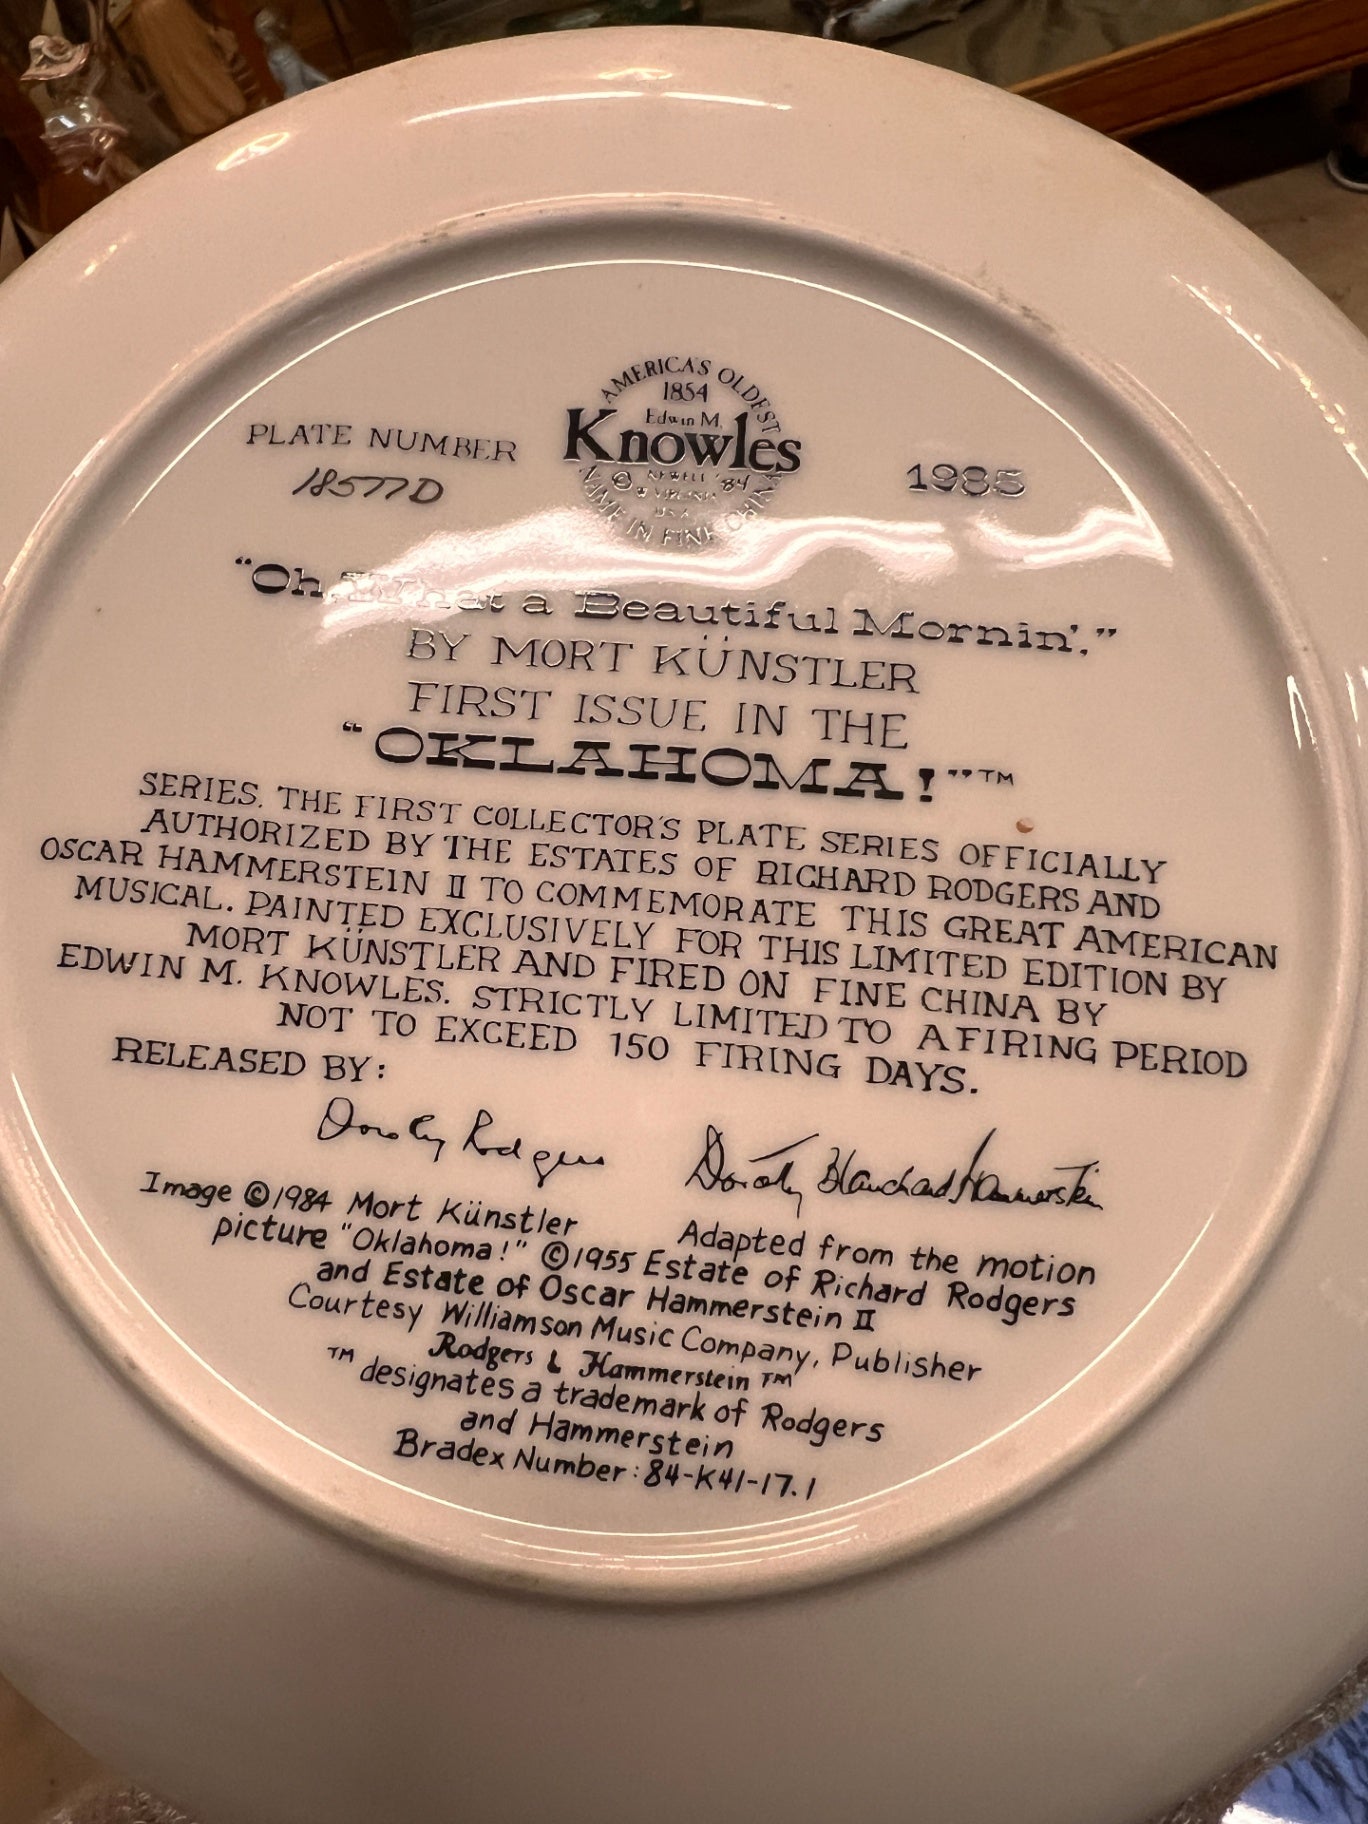 AMERICA'S OLDEST
1854
Edwin M.
Knowles
© NEWELL '84
W VIRGINIA
USA
NAME IN FINE CHINA
PLATE NUMBER
18577D
1985
"Oh, What a Beautiful Mornin',"
BY MORT KÜNSTLER
FIRST ISSUE IN THE
"OKLAHOMA!"™
SERIES. THE FIRST COLLECTOR'S PLATE SERIES OFFICIALLY
AUTHORIZED BY THE ESTATES OF RICHARD RODGERS AND
OSCAR HAMMERSTEIN II TO COMMEMORATE THIS GREAT AMERICAN
MUSICAL. PAINTED EXCLUSIVELY FOR THIS LIMITED EDITION BY
MORT KÜNSTLER AND FIRED ON FINE CHINA BY
EDWIN M. KNOWLES. STRICTLY LIMITED TO A FIRING PERIOD
NOT TO EXCEED 150 FIRING DAYS.
RELEASED BY:
Dorothy Rodgers
Dorothy Blanchard Hammerstein
Image ©1984 Mort Künstler Adapted from the motion
picture "Oklahoma!" ©1955 Estate of Richard Rodgers
and Estate of Oscar Hammerstein II
Courtesy Williamson Music Company, Publisher
Rodgers & Hammerstein™
™ designates a trademark of Rodgers
and Hammerstein
Bradex Number: 84-K41-17.1